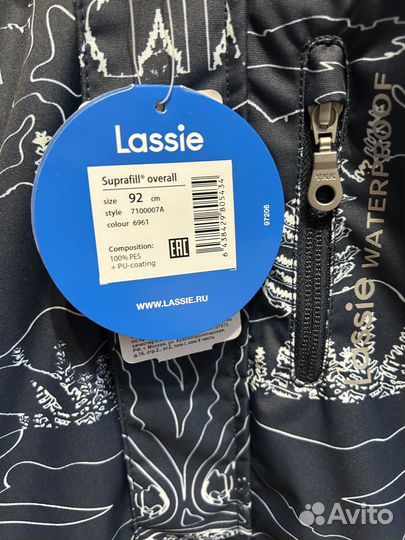 Lassie
Suprafill® overall
size 92 cm
style 7100007A
colour 6961
Composition:
100% PES
+ PU-coating
EAC
6 438429 505434
97206
WWW.LASSIE.RU
YKK
Lassie WATERPROOF
Avito